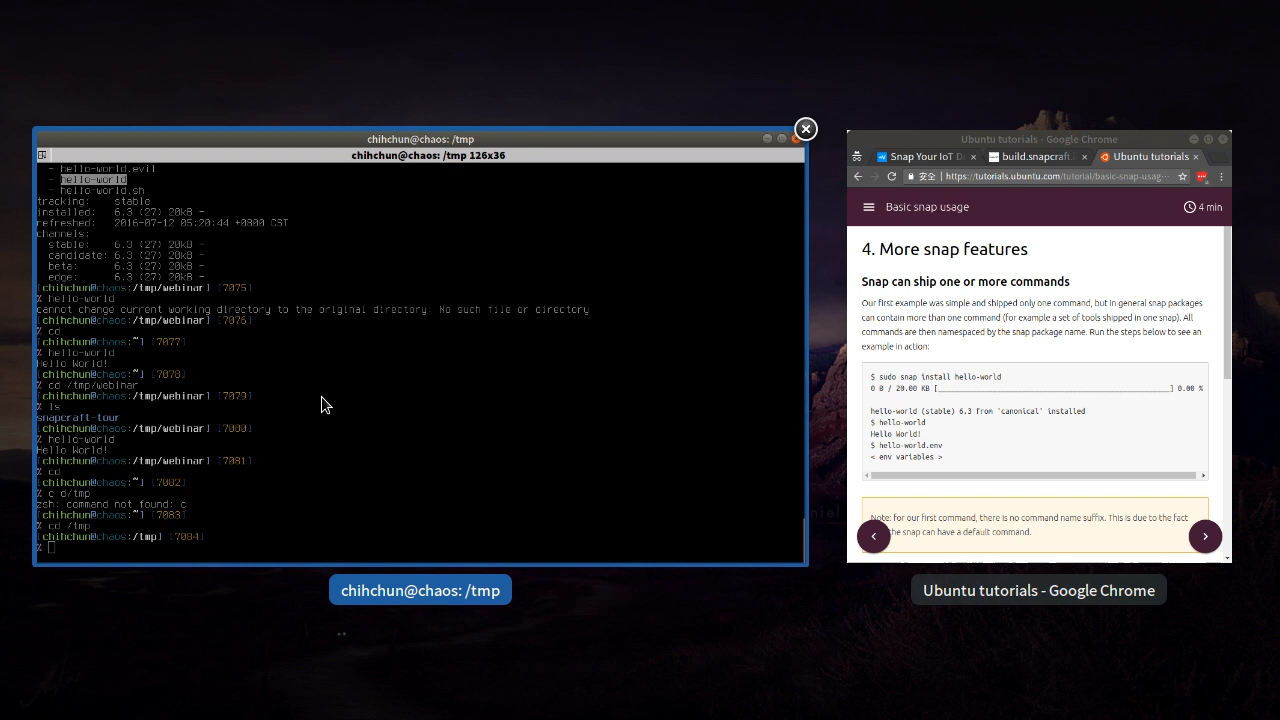 chihchun@chaos: /tmp
chihchun@chaos: /tmp 126x36
- hello-world.evil
- hello-world
- hello-world.sh
tracking: stable
installed: 6.3 (27) 20kB -
refreshed: 2016-07-12 05:20:44 +0800 CST
channels:
stable: 6.3 (27) 20kB -
candidate: 6.3 (27) 20kB -
beta: 6.3 (27) 20kB -
edge: 6.3 (27) 20kB -
[chihchun@chaos:/tmp/webinar] [7075]
% hello-world
cannot change current working directory to the original directory: No such file or directory
[chihchun@chaos:/tmp/webinar] [7076]
% cd
[chihchun@chaos:~] [7077]
% hello-world
Hello World!
[chihchun@chaos:~] [7078]
% cd /tmp/webinar
[chihchun@chaos:/tmp/webinar] [7079]
% ls
snapcraft-tour
[chihchun@chaos:/tmp/webinar] [7080]
% hello-world
Hello World!
[chihchun@chaos:/tmp/webinar] [7081]
% cd
[chihchun@chaos:~] [7082]
% c d/tmp
zsh: command not found: c
[chihchun@chaos:~] [7083]
% cd /tmp
[chihchun@chaos:/tmp] [7084]
%
chihchun@chaos: /tmp
Ubuntu tutorials - Google Chrome
Snap Your IoT D
build.snapcraft.
Ubuntu tutorials
安全 https://tutorials.ubuntu.com/tutorial/basic-snap-usag…
Basic snap usage
4 min
4. More snap features
Snap can ship one or more commands
Our first example was simple and shipped only one command, but in general snap packages
can contain more than one command (for example a set of tools shipped in one snap). All
commands are then namespaced by the snap package name. Run the steps below to see an
example in action:
$ sudo snap install hello-world
0 B / 20.00 KB [______________________________________________] 0.00 %
hello-world (stable) 6.3 from 'canonical' installed
$ hello-world
Hello World!
$ hello-world.env
< env variables >
Note: for our first command, there is no command name suffix. This is due to the fact
the snap can have a default command.
Ubuntu tutorials - Google Chrome